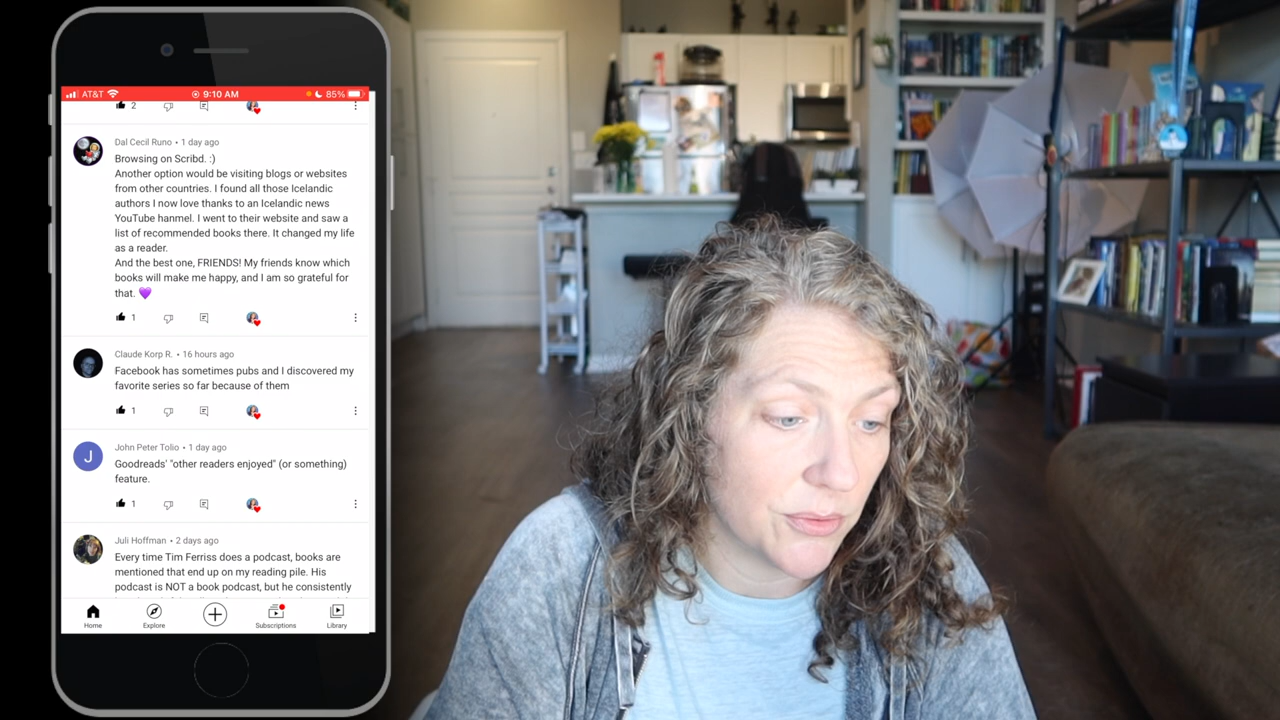 AT&T 9:10 AM 85%
2
Dal Cecil Runo • 1 day ago
Browsing on Scribd. :)
Another option would be visiting blogs or websites
from other countries. I found all those Icelandic
authors I now love thanks to an Icelandic news
YouTube hanmel. I went to their website and saw a
list of recommended books there. It changed my life
as a reader.
And the best one, FRIENDS! My friends know which
books will make me happy, and I am so grateful for
that. 💜
1
Claude Korp R. • 16 hours ago
Facebook has sometimes pubs and I discovered my
favorite series so far because of them
1
J
John Peter Tolio • 1 day ago
Goodreads' "other readers enjoyed" (or something)
feature.
1
Juli Hoffman • 2 days ago
Every time Tim Ferriss does a podcast, books are
mentioned that end up on my reading pile. His
podcast is NOT a book podcast, but he consistently
Home Explore Subscriptions Library